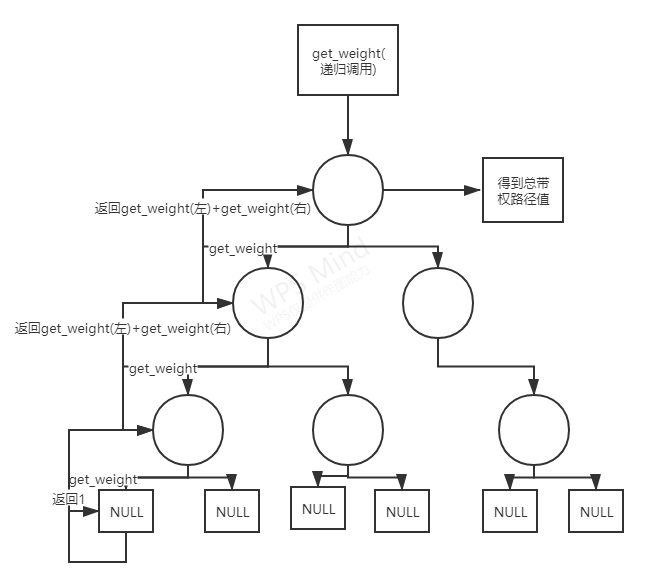 get_weight(
递归调用)
得到总带
权路径值
返回get_weight(左)+get_weight(右)
get_weight
WPS Mind
返回get_weight(左)+get_weight(右)
get_weight
get_weight
返回1
NULL
NULL
NULL
NULL
NULL
NULL